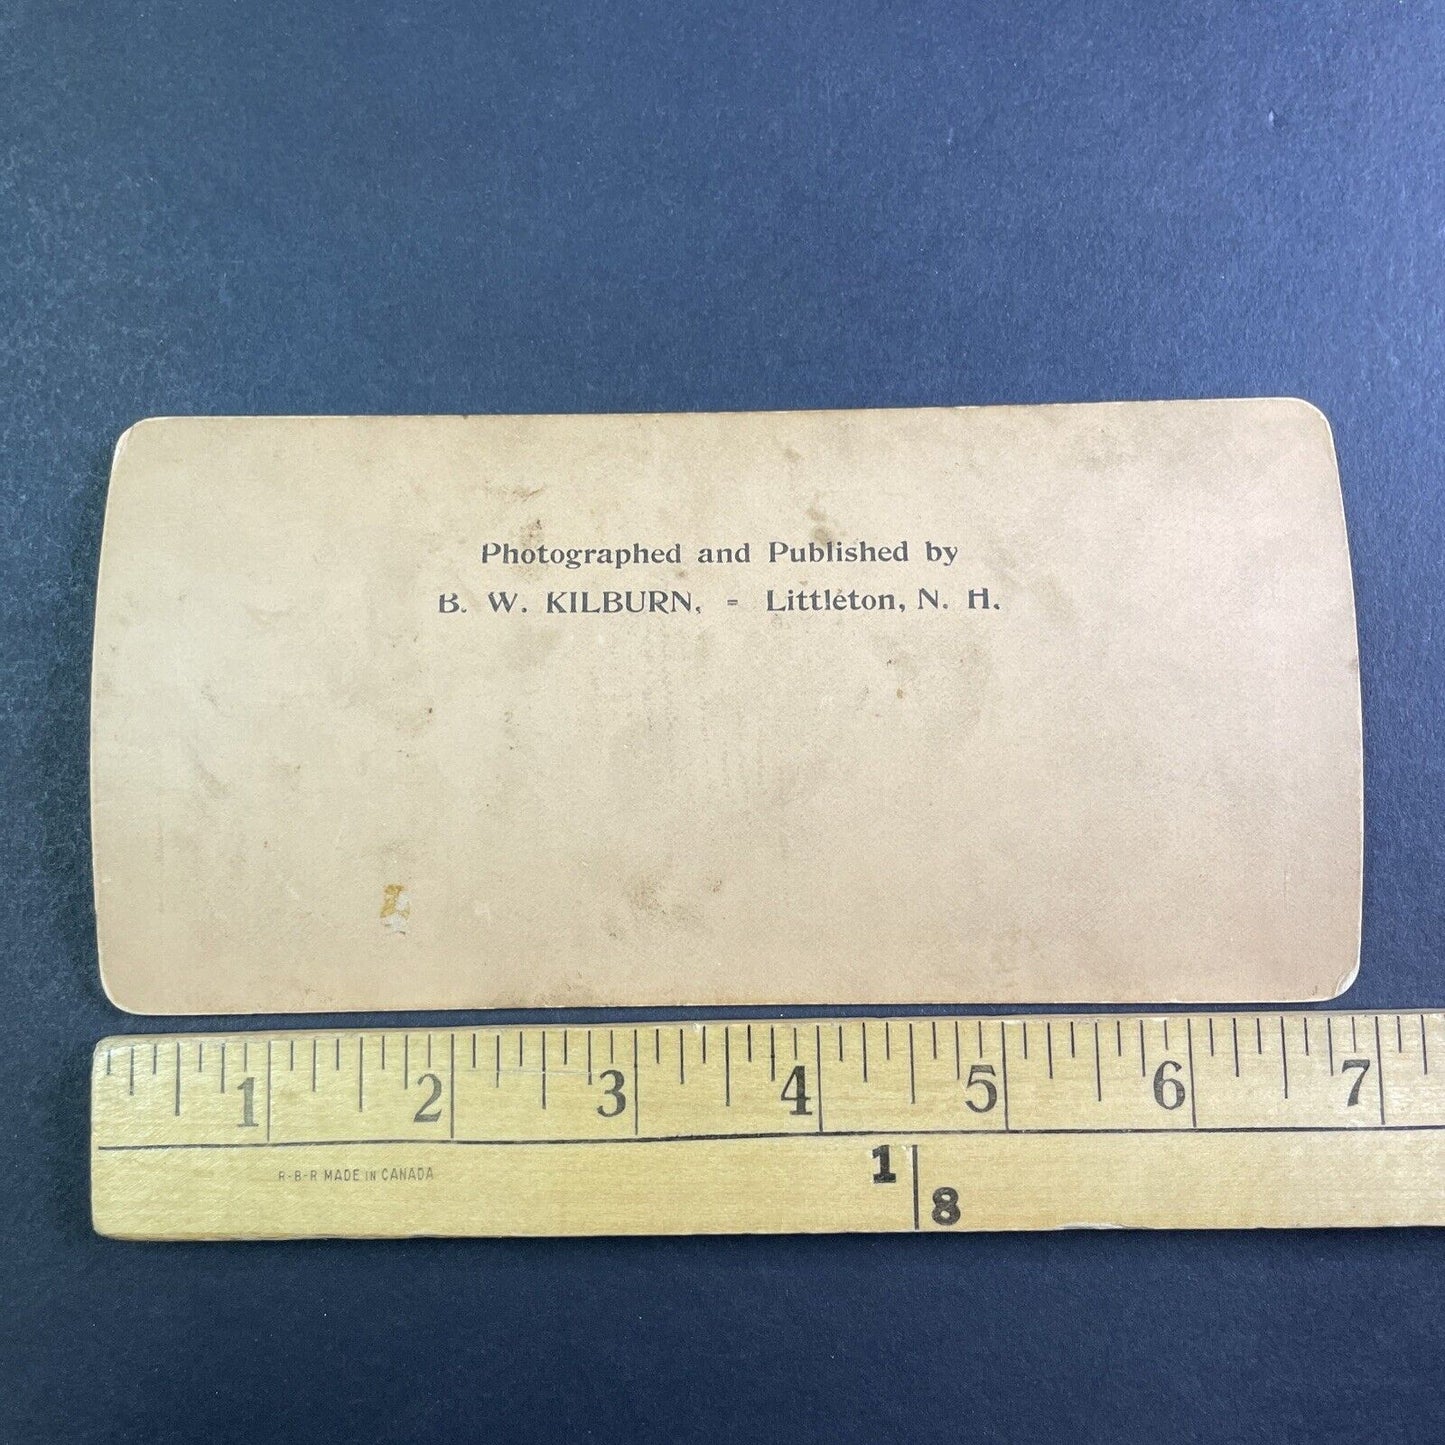 Photographed and Published by
B. W. KILBURN, = Littleton, N. H.
1 2 3 4 5 6 7
1
8
R-B-R MADE IN CANADA